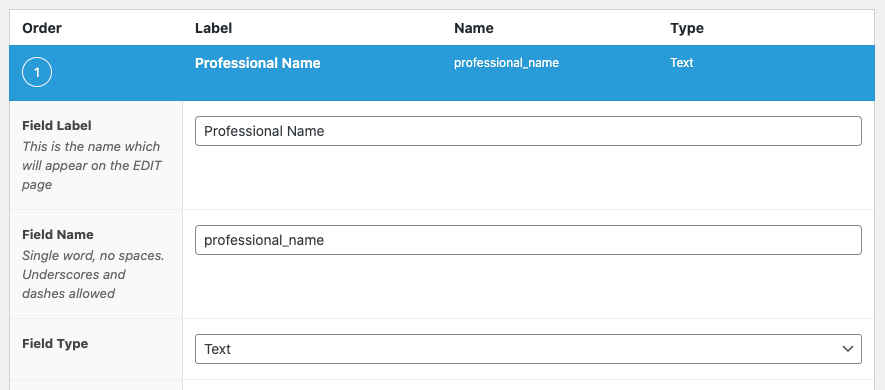 Order Label Name Type
1 Professional Name professional_name Text
Field Label
This is the name which
will appear on the EDIT
page
Professional Name
Field Name
Single word, no spaces.
Underscores and
dashes allowed
professional_name
Field Type
Text